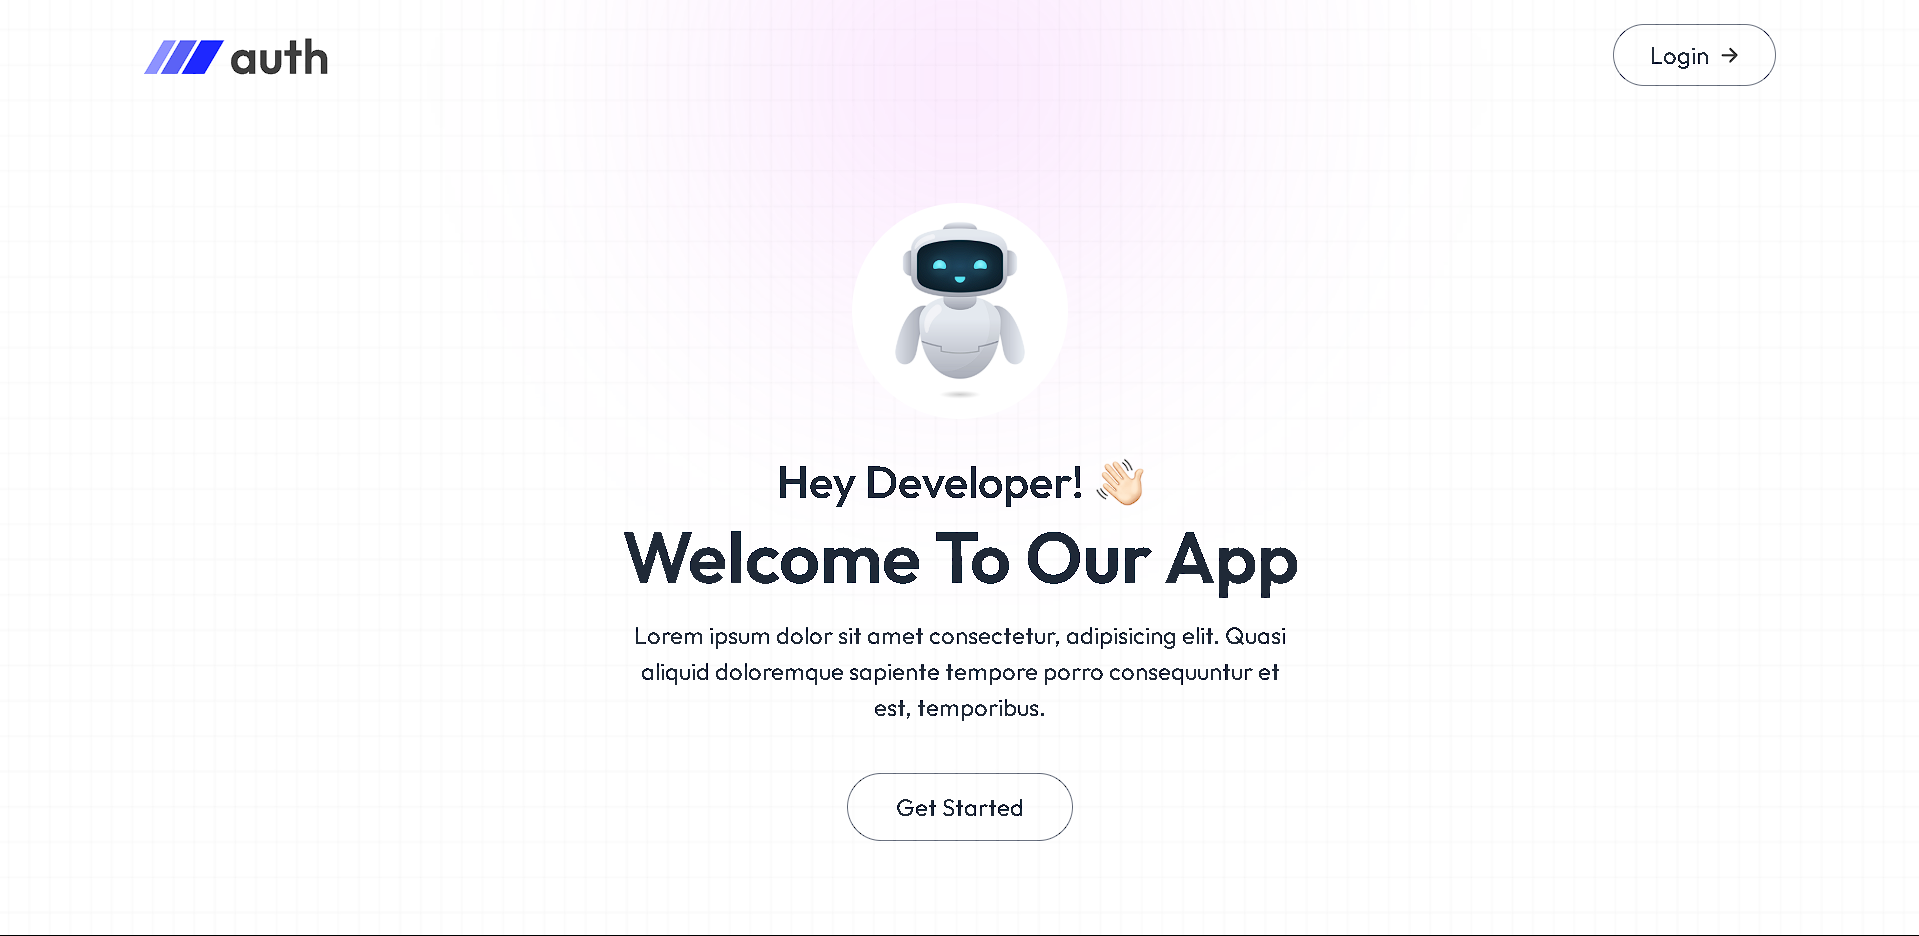 auth
Login →
Hey Developer! 👋🏻
Welcome To Our App
Lorem ipsum dolor sit amet consectetur, adipisicing elit. Quasi
aliquid doloremque sapiente tempore porro consequuntur et
est, temporibus.
Get Started